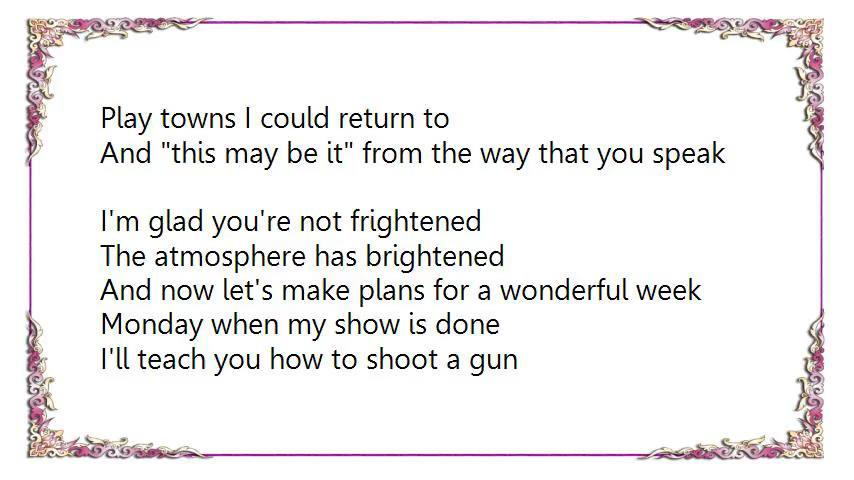 Play towns I could return to
And "this may be it" from the way that you speak
I'm glad you're not frightened
The atmosphere has brightened
And now let's make plans for a wonderful week
Monday when my show is done
I'll teach you how to shoot a gun